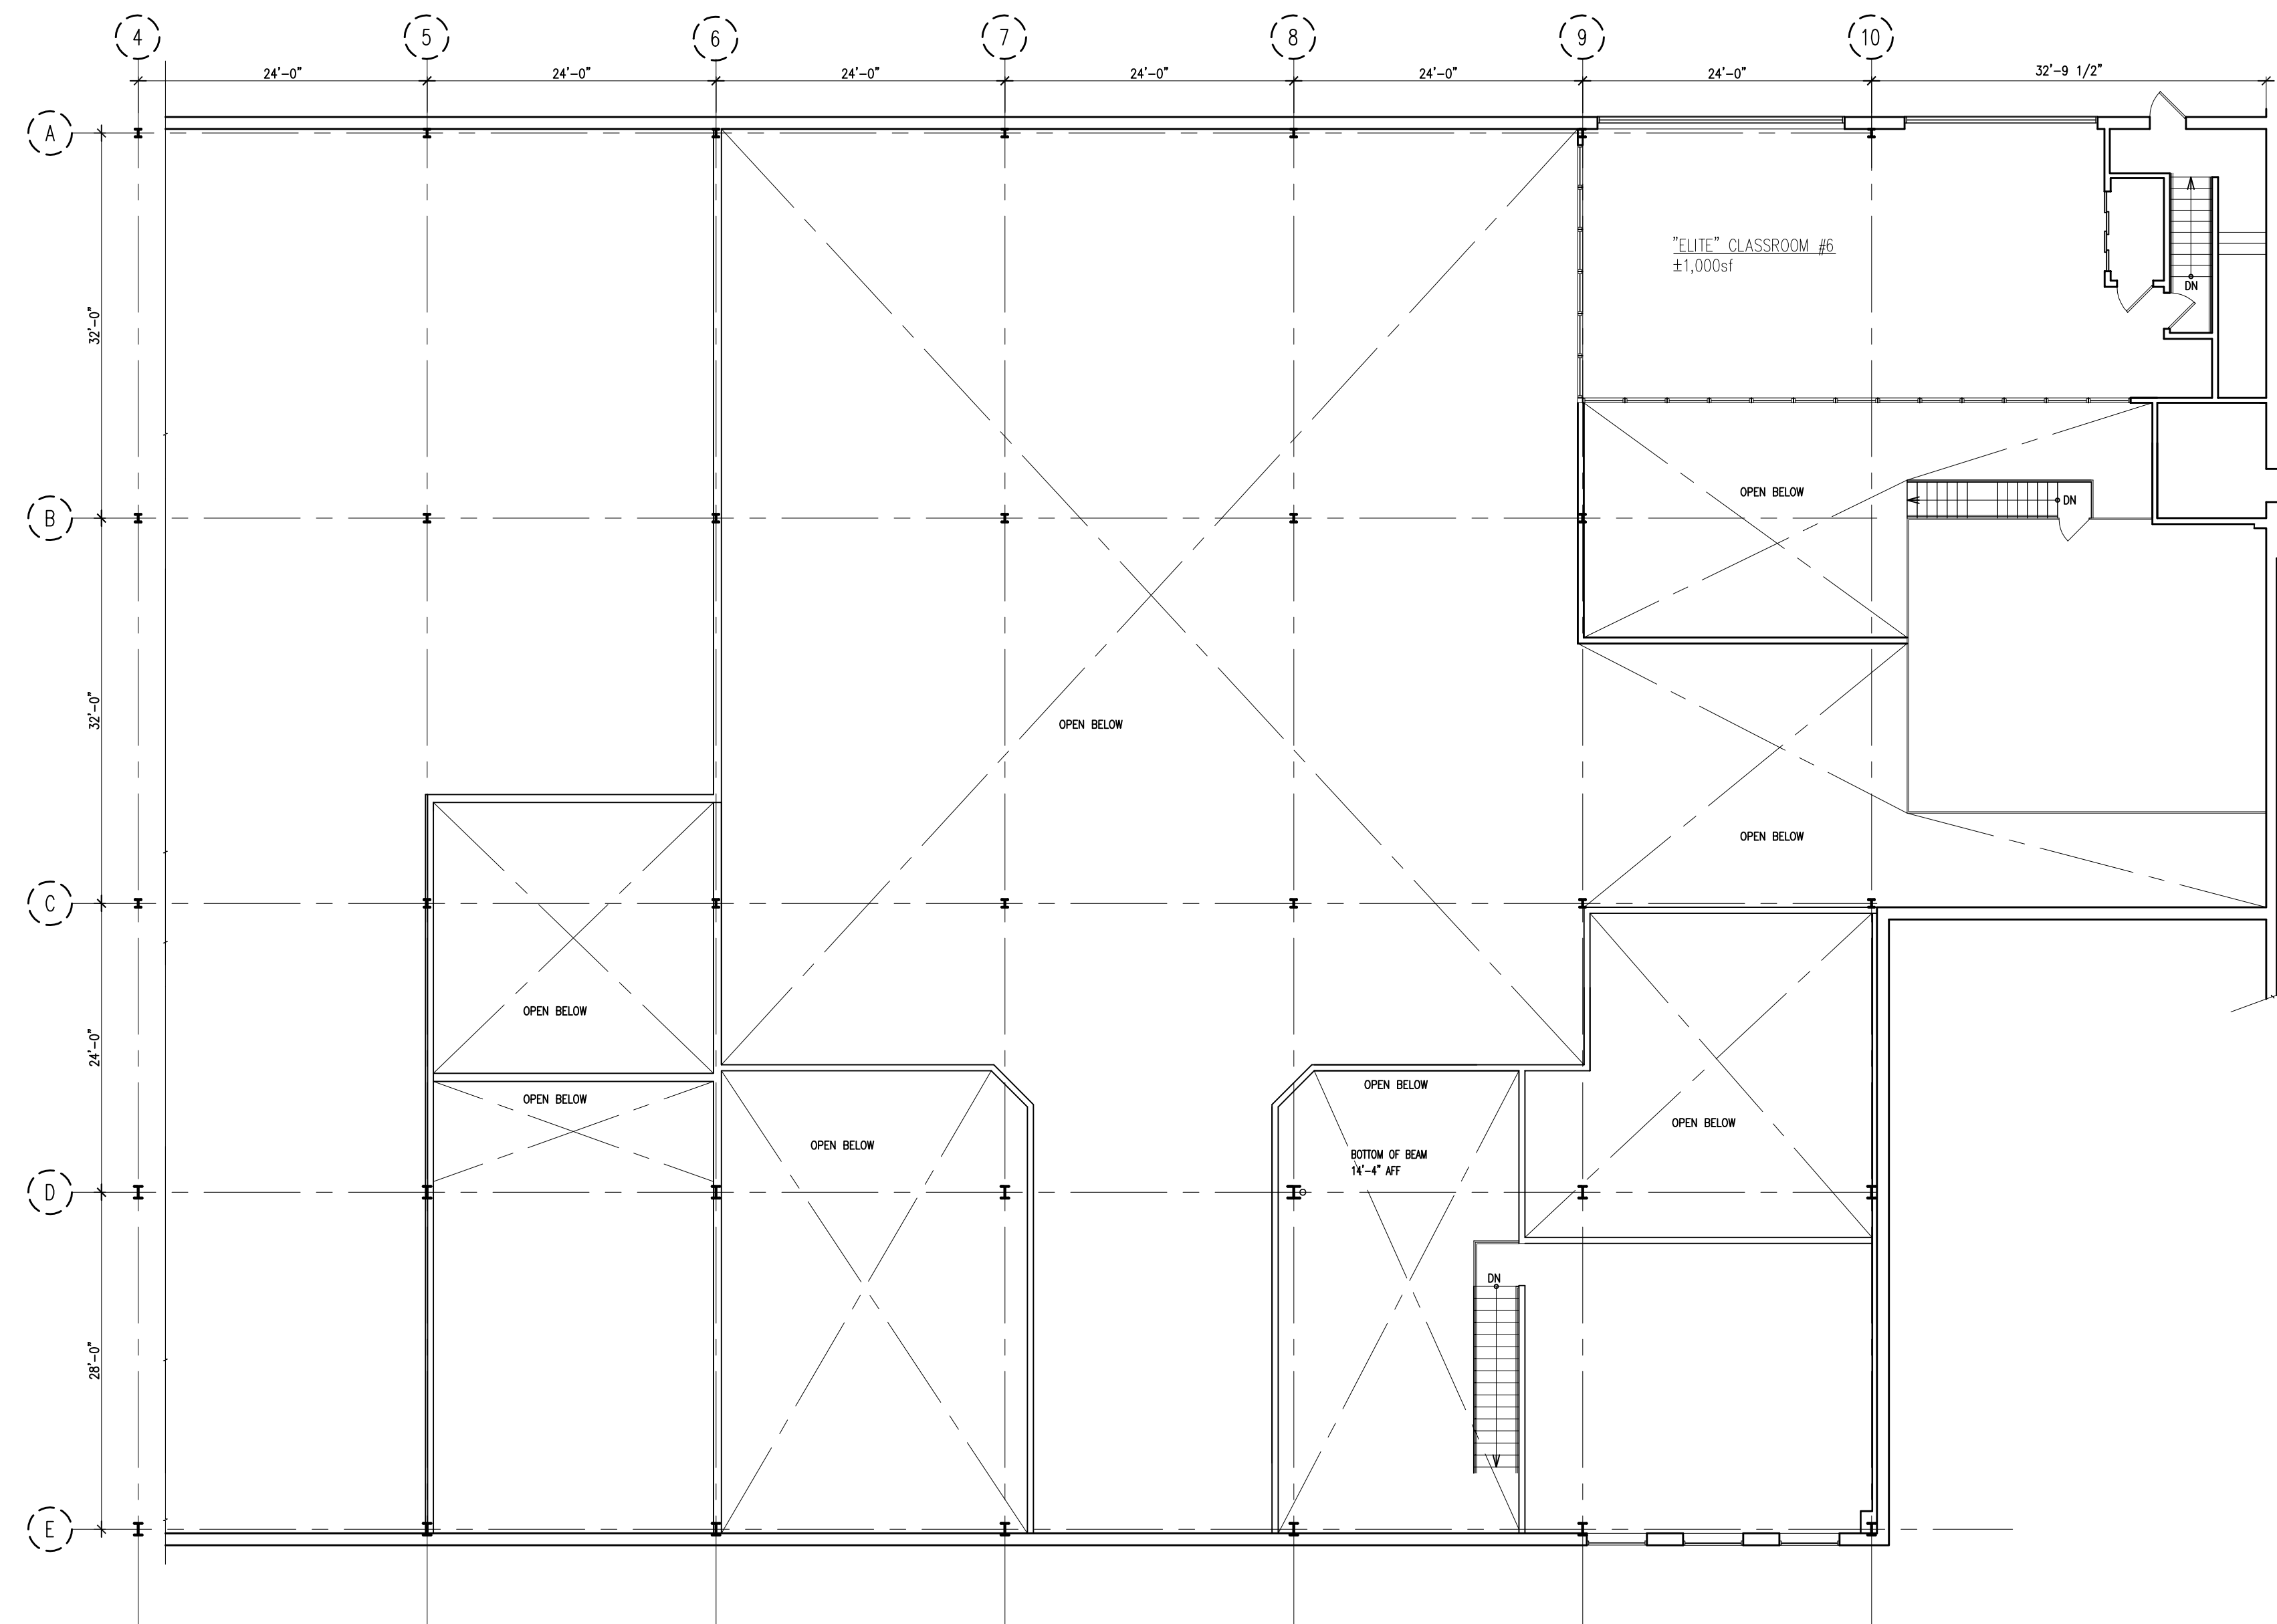 4 5 6 7 8 9 10
24'-0" 24'-0" 24'-0" 24'-0" 24'-0" 24'-0" 32'-9 1/2"
A
"ELITE" CLASSROOM #6
±1,000sf
DN
32'-0"
OPEN BELOW
DN
B
32'-0"
OPEN BELOW
OPEN BELOW
C
OPEN BELOW
24'-0"
OPEN BELOW
OPEN BELOW
OPEN BELOW
OPEN BELOW
BOTTOM OF BEAM
14'-4" AFF
D
DN
28'-0"
E